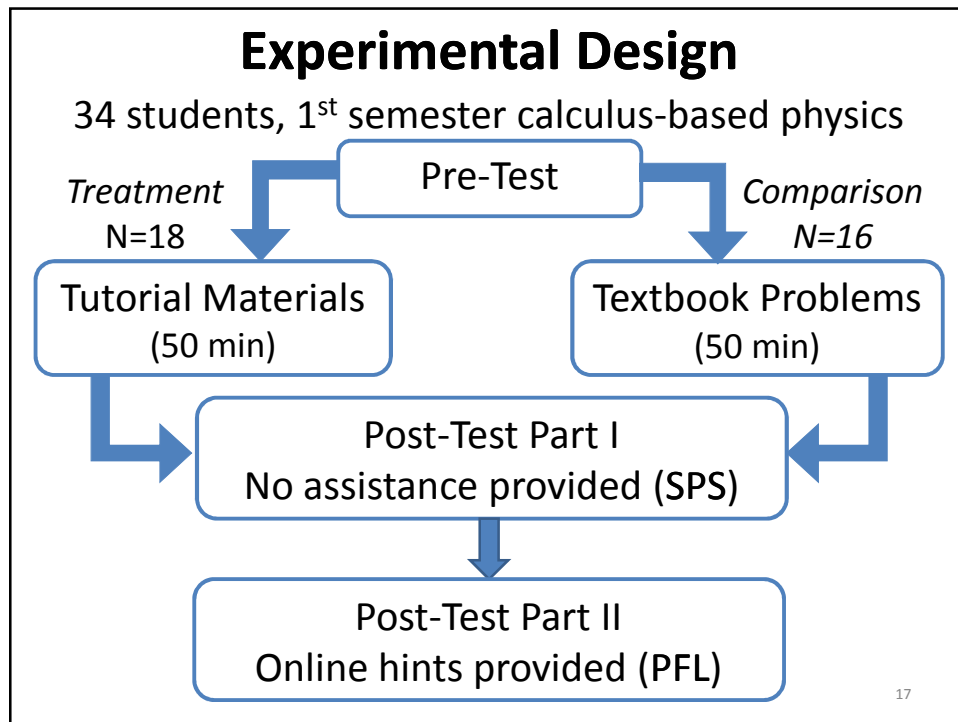 Experimental Design
34 students, 1st semester calculus-based physics
Pre-Test
Treatment
N=18
Comparison
N=16
Tutorial Materials
(50 min)
Textbook Problems
(50 min)
Post-Test Part I
No assistance provided (SPS)
Post-Test Part II
Online hints provided (PFL)
17